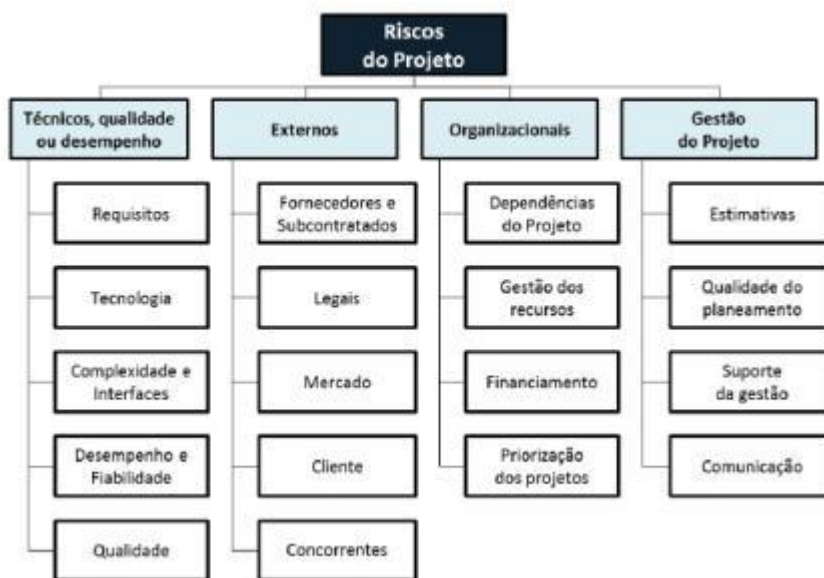 Riscos
do Projeto
Técnicos, qualidade
ou desempenho
Requisitos
Tecnologia
Complexidade e
Interfaces
Desempenho e
Fiabilidade
Qualidade
Externos
Fornecedores e
Subcontratados
Legais
Mercado
Cliente
Concorrentes
Organizacionais
Dependências
do Projeto
Gestão dos
recursos
Financiamento
Priorização
dos projetos
Gestão
do Projeto
Estimativas
Qualidade do
planeamento
Suporte
da gestão
Comunicação